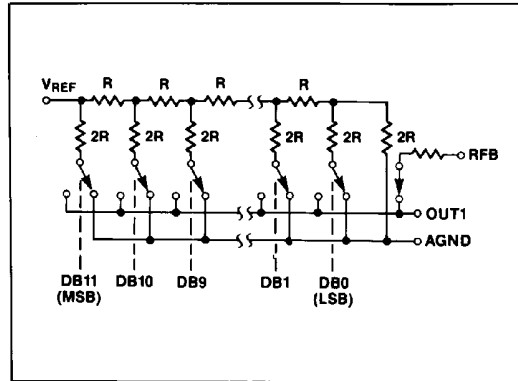 R R R R
VREF
2R 2R 2R 2R 2R 2R
RFB
OUT1
AGND
DB11 DB10 DB9 DB1 DB0
(MSB) (LSB)